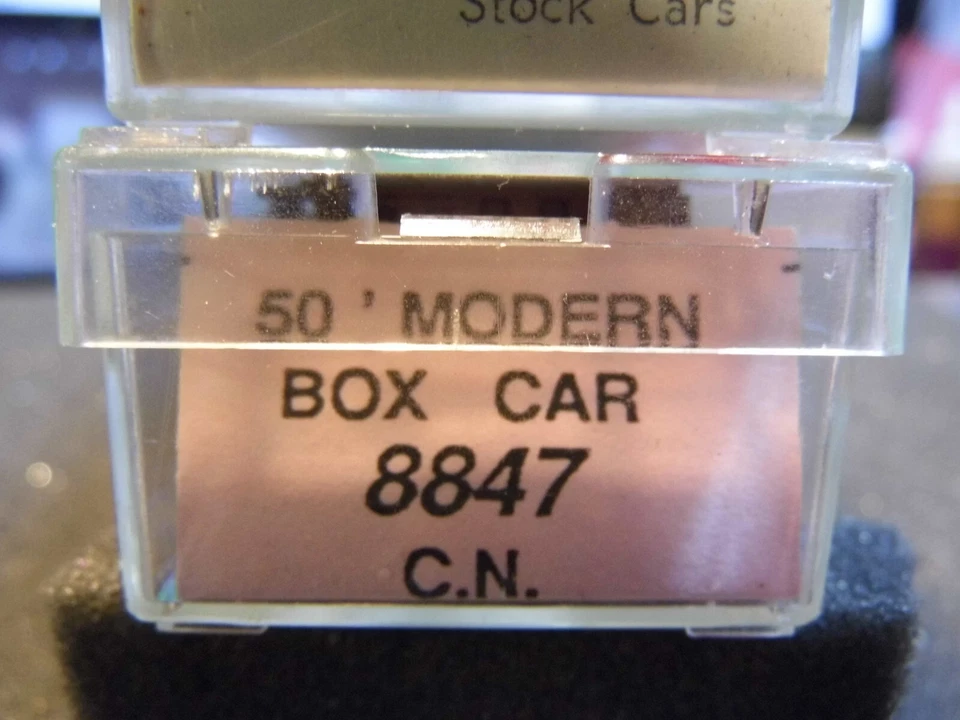 Stock Cars
50 ' MODERN
BOX CAR
8847
C.N.